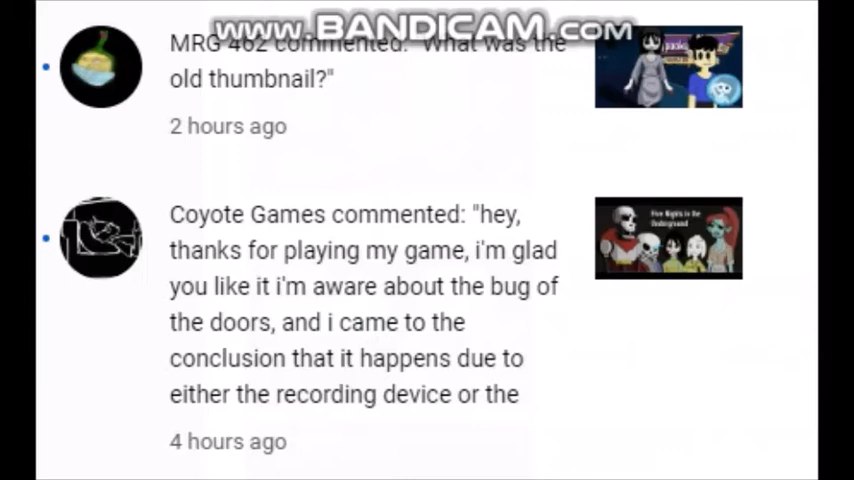 www.BANDICAM.com
MRG 462 commented: "What was the
old thumbnail?"
2 hours ago
Coyote Games commented: "hey,
thanks for playing my game, i'm glad
you like it i'm aware about the bug of
the doors, and i came to the
conclusion that it happens due to
either the recording device or the
4 hours ago
Five Nights in the
Underground